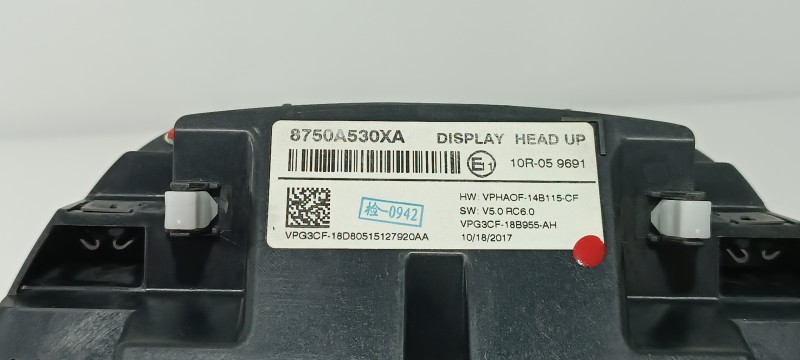 8750A530XA DISPLAY HEAD UP
E11 10R-05 9691
HW: VPHAOF-14B115-CF
SW: V5.0 RC6.0
检-0942
VPG3CF-18B955-AH
VPG3CF-18D80515127920AA 10/18/2017